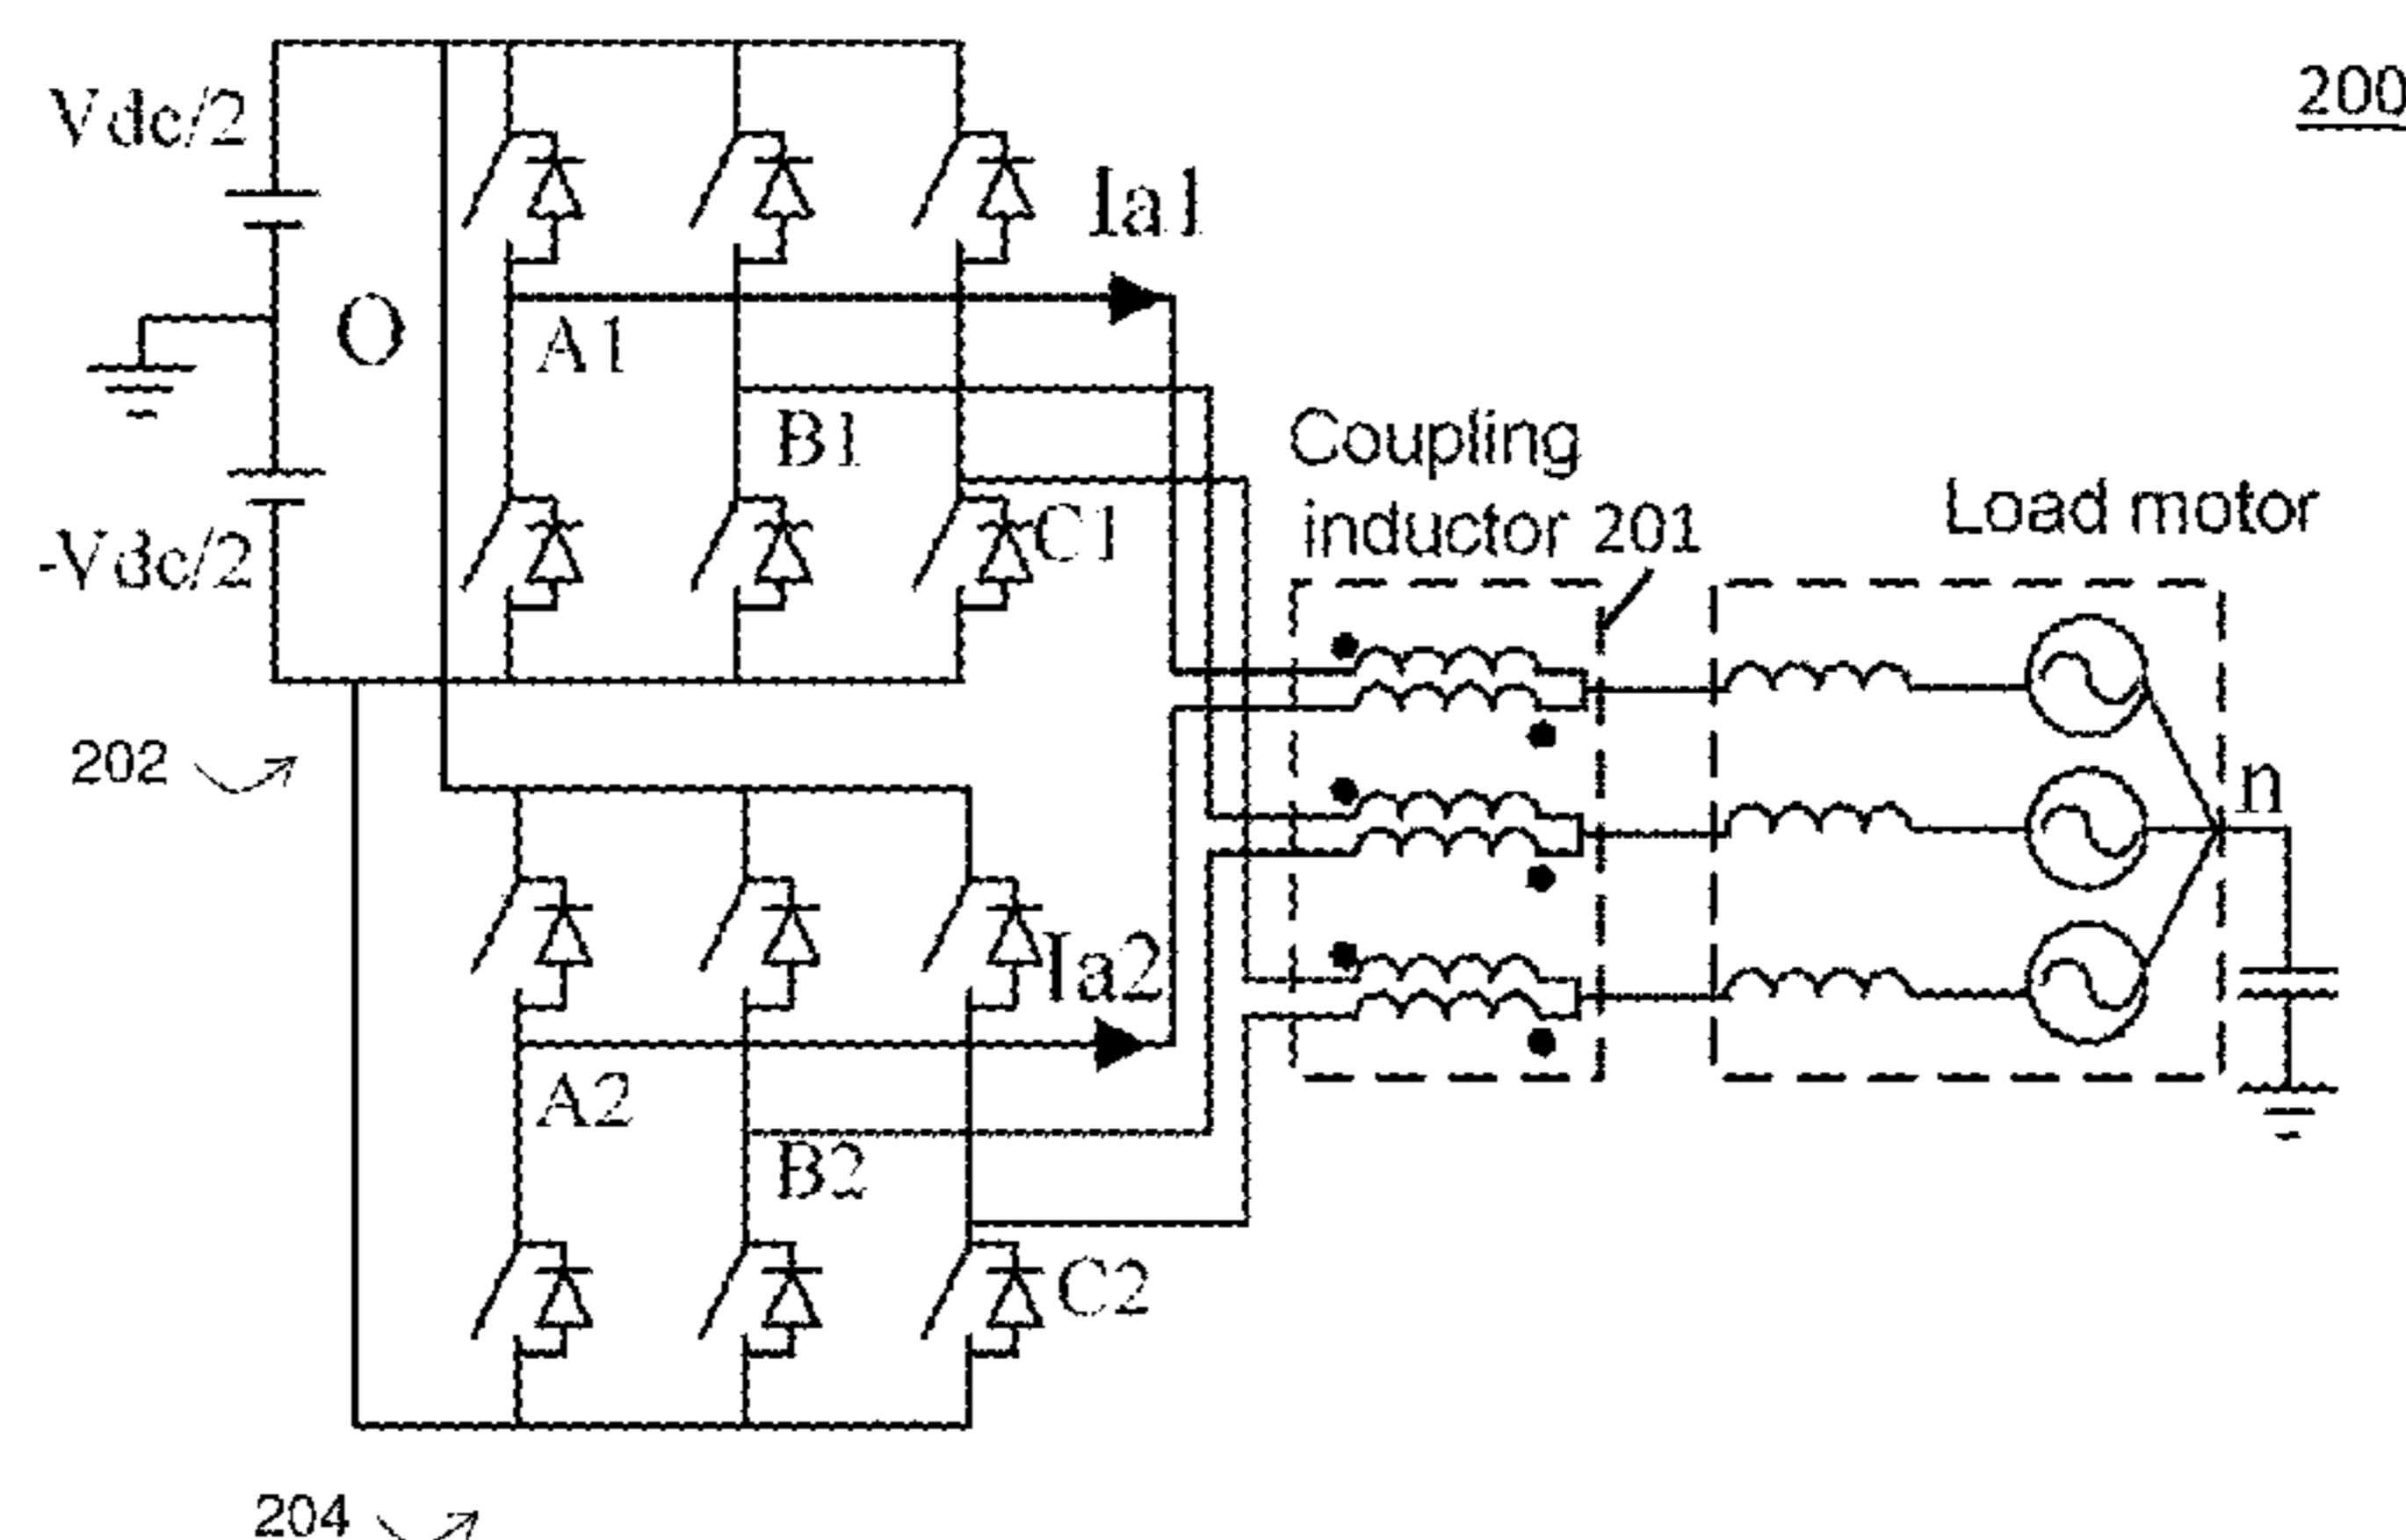 200
Vdc/2
Ia1
O
A1
B1
Coupling
inductor 201
C1
Load motor
-Vdc/2
202
n
Ia2
A2
B2
C2
204